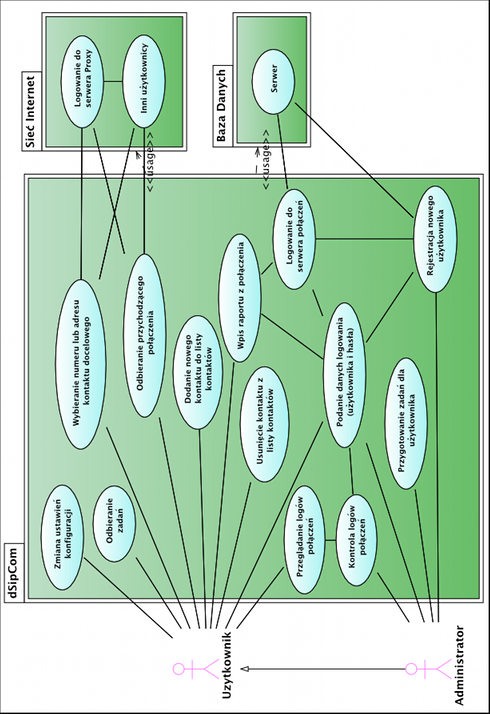 dSipCom
Sieć Internet
Baza Danych
Zmiana ustawień
konfiguracji
Odbieranie
zadań
Wybieranie numeru lub adresu
kontaktu docelowego
Odbieranie przychodzącego
połączenia
Dodanie nowego
kontaktu do listy
kontaktów
Wpis raportu z połączenia
Usunięcie kontaktu z
listy kontaktów
Logowanie do
serwera połączeń
Podanie danych logowania
(użytkownika i hasła)
Przeglądanie logów
połączeń
Kontrola logów
połączeń
Przygotowanie zadań dla
użytkownika
Rejestracja nowego
użytkownika
Logowanie do
serwera Proxy
Inni użytkownicy
Serwer
<<usage>>
<<usage>>
Uzytkownik
Administrator